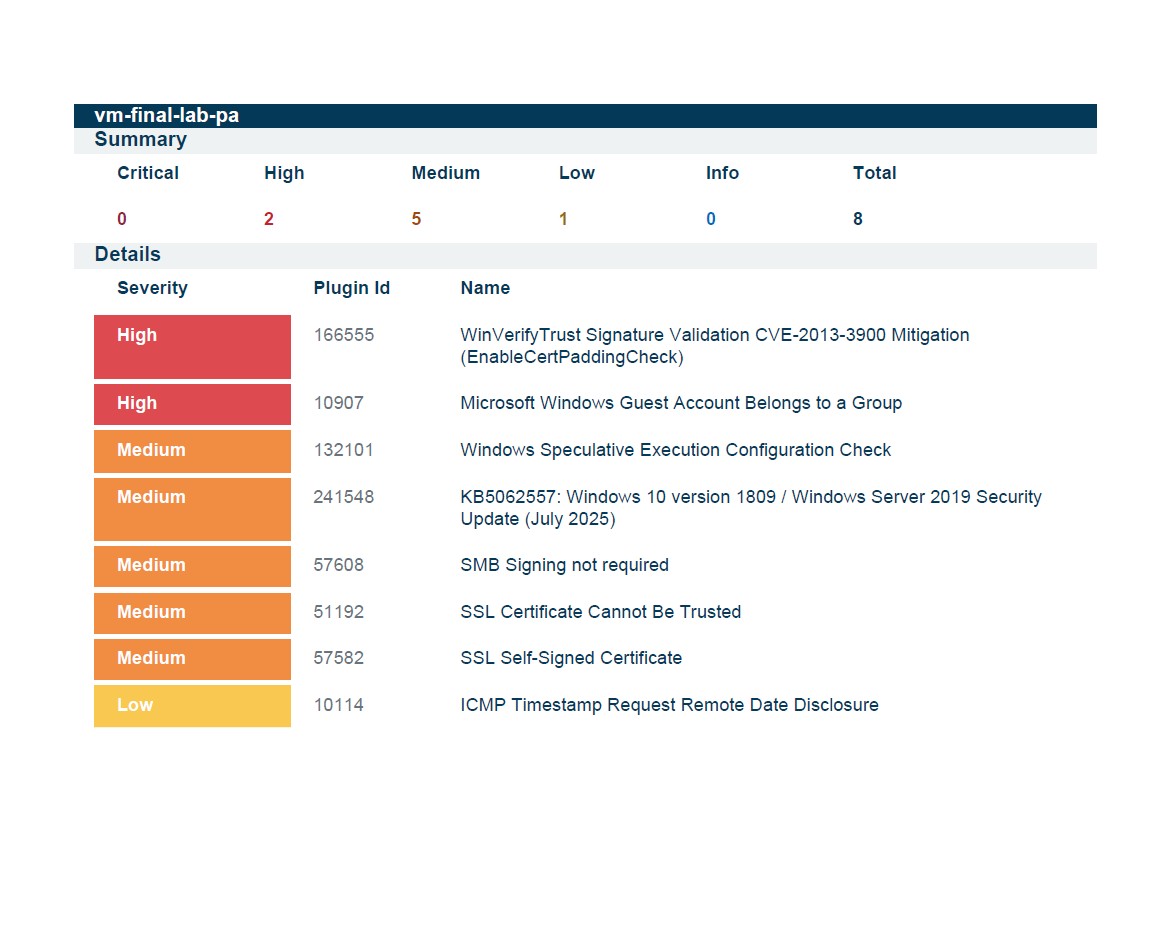 vm-final-lab-pa
Summary
Critical High Medium Low Info Total
0 2 5 1 0 8
Details
Severity Plugin Id Name
High 166555 WinVerifyTrust Signature Validation CVE-2013-3900 Mitigation
(EnableCertPaddingCheck)
High 10907 Microsoft Windows Guest Account Belongs to a Group
Medium 132101 Windows Speculative Execution Configuration Check
Medium 241548 KB5062557: Windows 10 version 1809 / Windows Server 2019 Security
Update (July 2025)
Medium 57608 SMB Signing not required
Medium 51192 SSL Certificate Cannot Be Trusted
Medium 57582 SSL Self-Signed Certificate
Low 10114 ICMP Timestamp Request Remote Date Disclosure